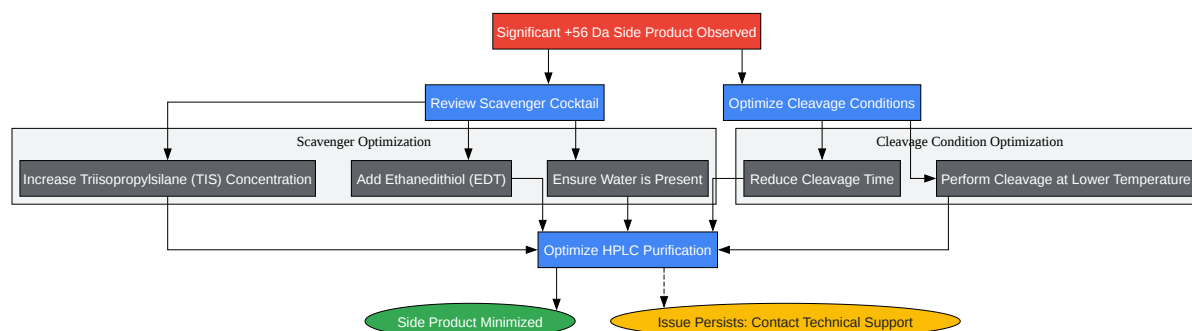 Significant +56 Da Side Product Observed
Review Scavenger Cocktail
Optimize Cleavage Conditions
Scavenger Optimization
Cleavage Condition Optimization
Increase Triisopropylsilane (TIS) Concentration
Add Ethanedithiol (EDT)
Ensure Water is Present
Reduce Cleavage Time
Perform Cleavage at Lower Temperature
Optimize HPLC Purification
Side Product Minimized
Issue Persists: Contact Technical Support